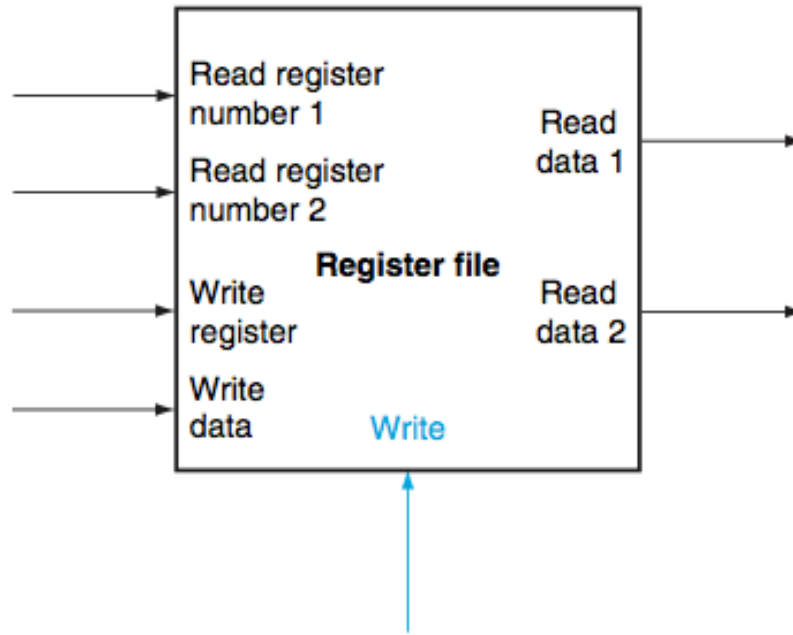 Read register
number 1
Read
data 1
Read register
number 2
Register file
Write
register
Read
data 2
Write
data
Write